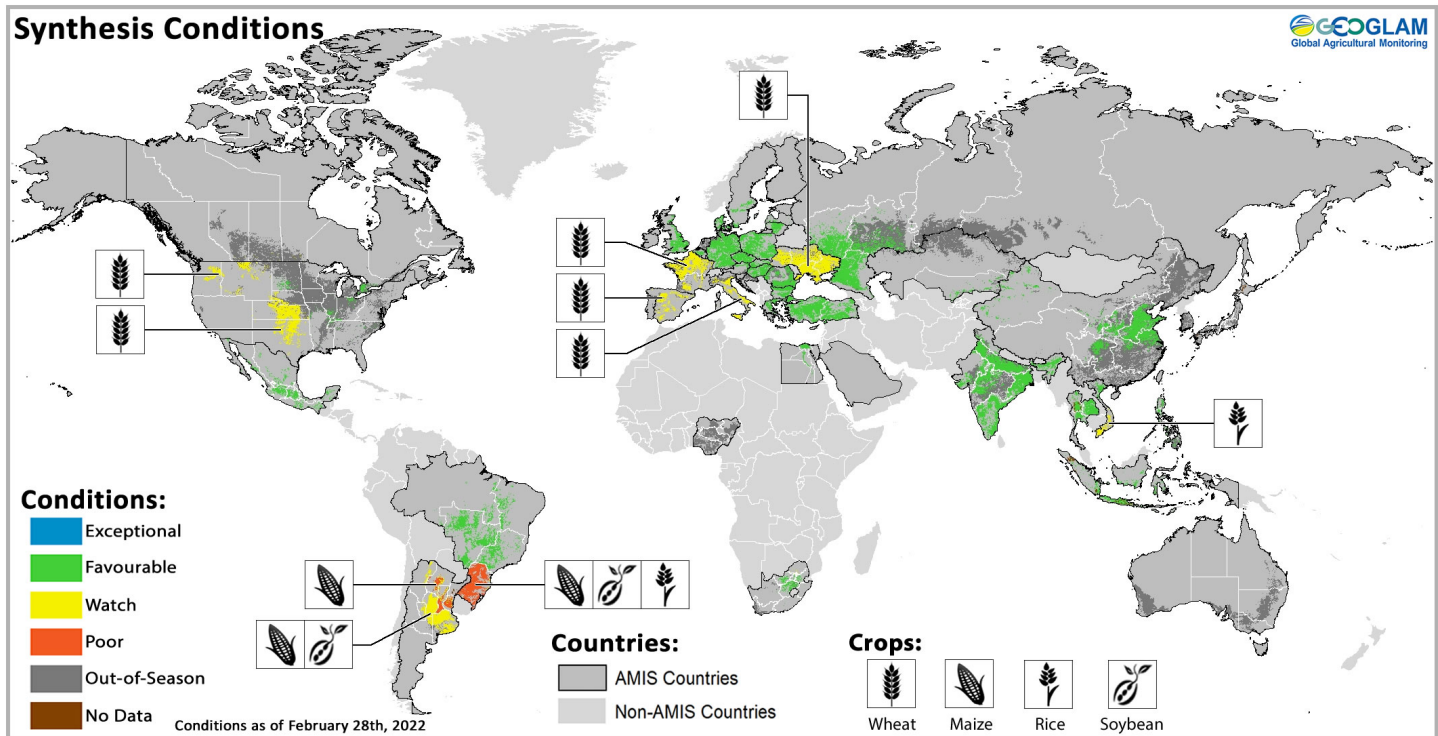 Synthesis Conditions
GEOGLAM
Global Agricultural Monitoring
Conditions:
Exceptional
Favourable
Watch
Poor
Out-of-Season
No Data
Conditions as of February 28th, 2022
Countries:
AMIS Countries
Non-AMIS Countries
Crops:
Wheat
Maize
Rice
Soybean